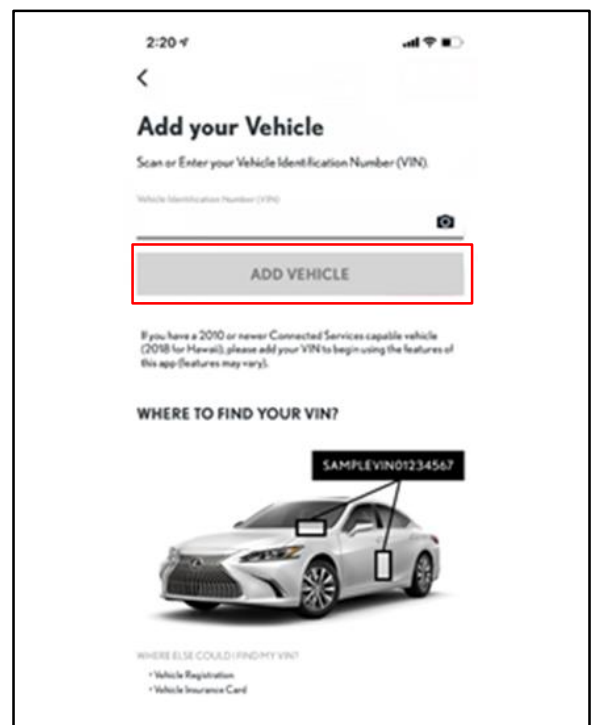 2:20
Add your Vehicle
Scan or Enter your Vehicle Identification Number (VIN).
Vehicle Identification Number (VIN)
ADD VEHICLE
If you have a 2010 or newer Connected Services capable vehicle
(2018 for Hawaii), please add your VIN to begin using the features of
this app (features may vary).
WHERE TO FIND YOUR VIN?
SAMPLEVIN01234567
WHERE ELSE COULD I FIND MY VIN?
• Vehicle Registration
• Vehicle Insurance Card